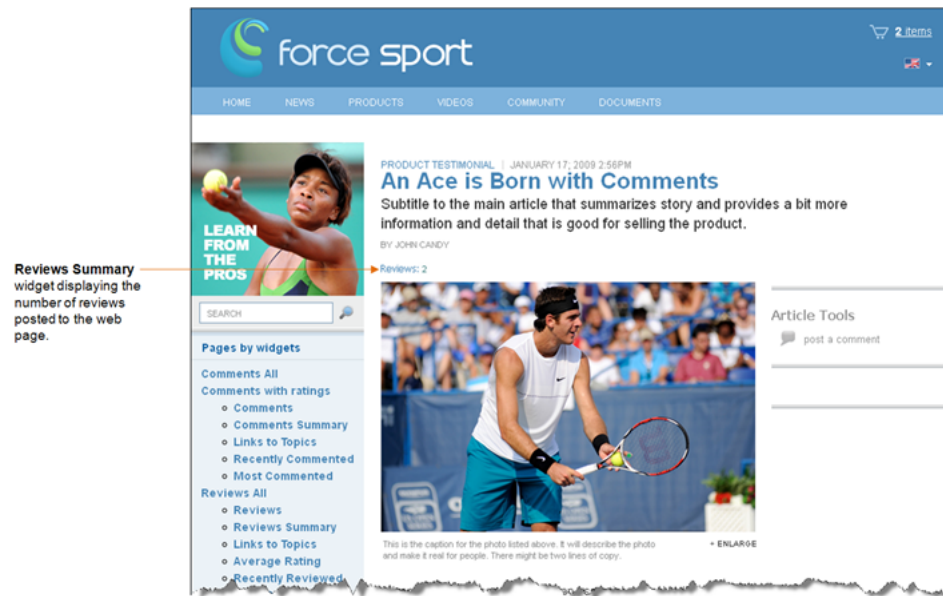 force sport
2 items
HOME NEWS PRODUCTS VIDEOS COMMUNITY DOCUMENTS
LEARN
FROM
THE
PROS
PRODUCT TESTIMONIAL | JANUARY 17, 2009 2:56PM
An Ace is Born with Comments
Subtitle to the main article that summarizes story and provides a bit more
information and detail that is good for selling the product.
BY JOHN CANDY
Reviews: 2
Reviews Summary
widget displaying the
number of reviews
posted to the web
page.
SEARCH
Pages by widgets
Comments All
Comments with ratings
Comments
Comments Summary
Links to Topics
Recently Commented
Most Commented
Reviews All
Reviews
Reviews Summary
Links to Topics
Average Rating
Recently Reviewed
Article Tools
post a comment
This is the caption for the photo listed above. It will describe the photo
and make it real for people. There might be two lines of copy.
+ ENLARGE